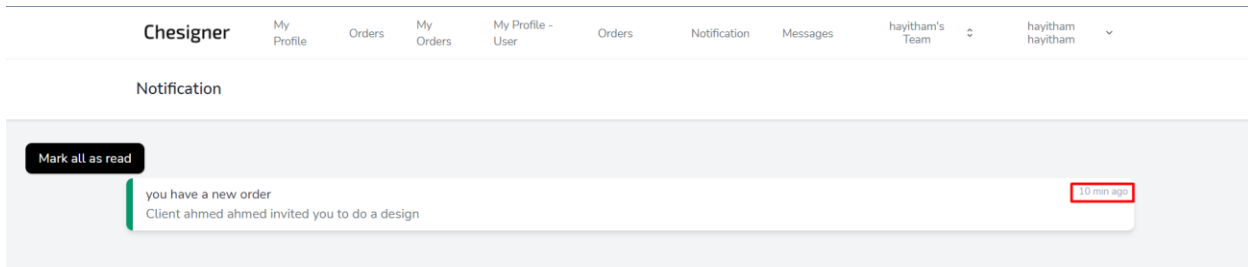 Chesigner
My
Profile
Orders
My
Orders
My Profile -
User
Orders
Notification
Messages
hayitham's
Team
hayitham
hayitham
Notification
Mark all as read
you have a new order
10 min ago
Client ahmed ahmed invited you to do a design